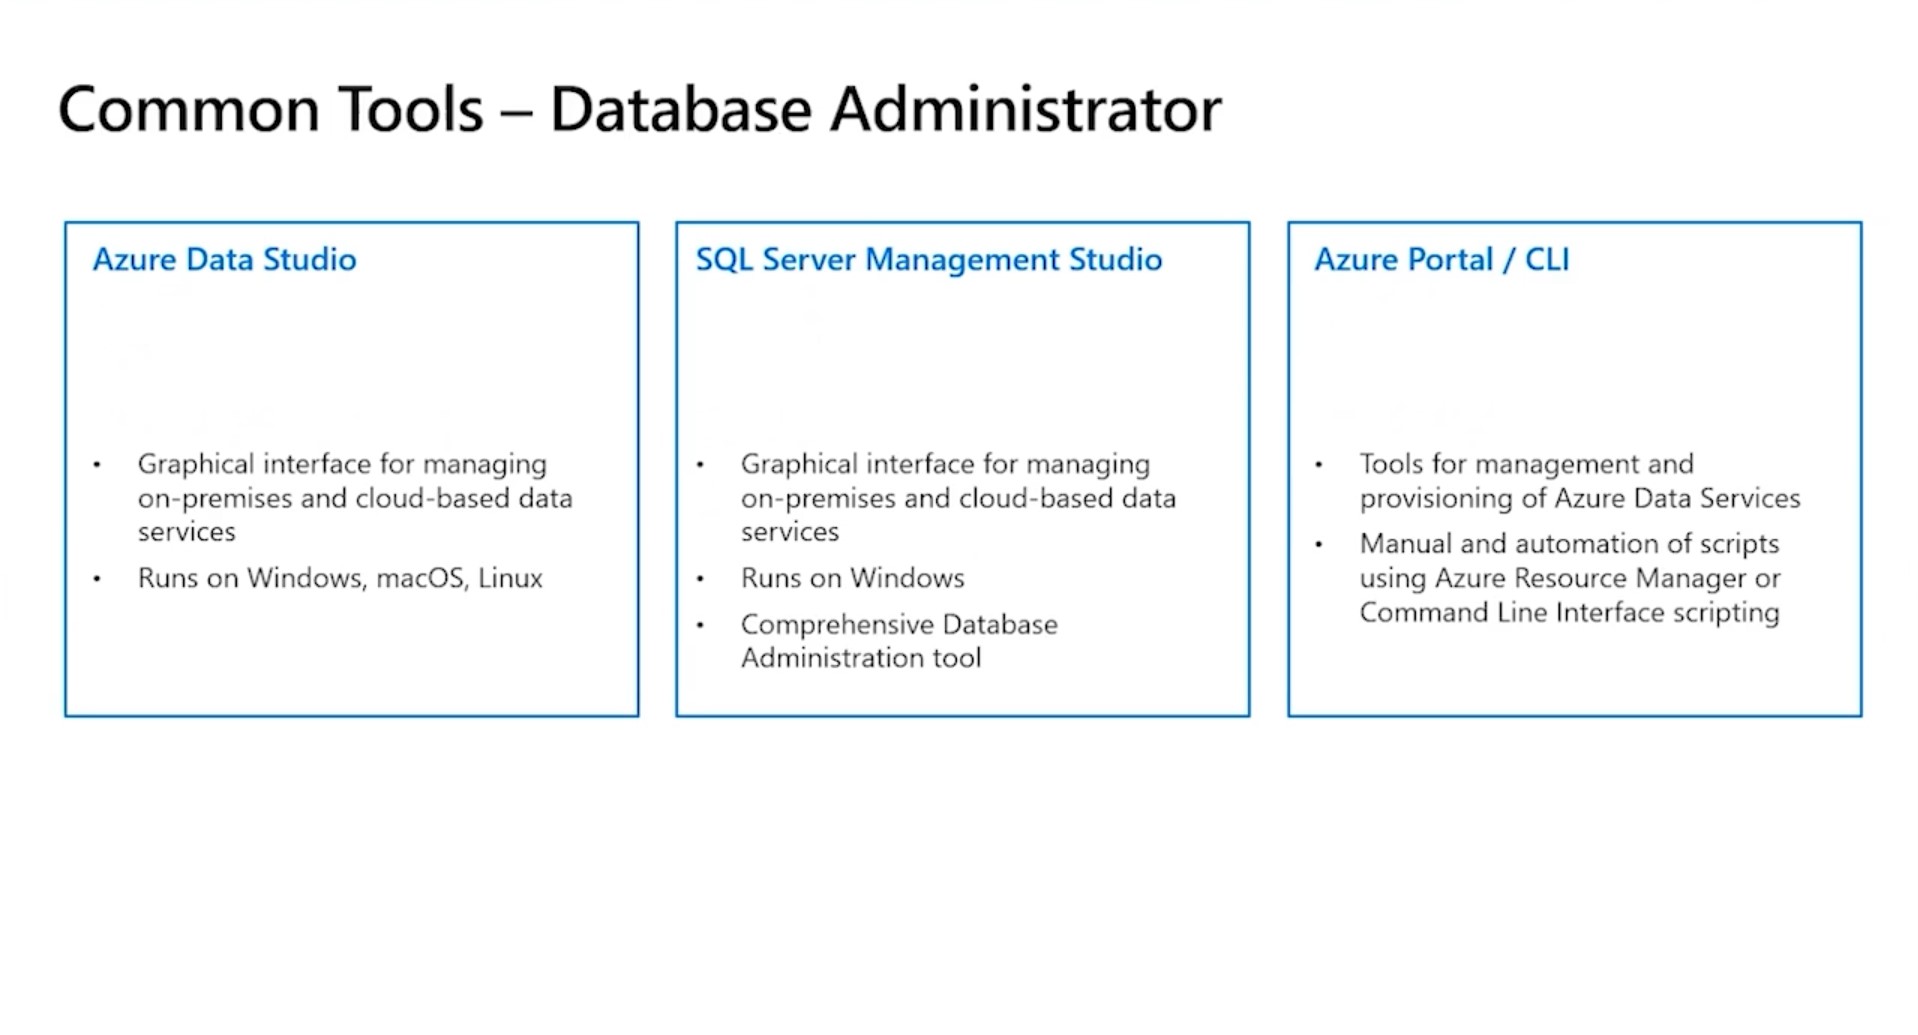 Common Tools – Database Administrator
Azure Data Studio
• Graphical interface for managing
on-premises and cloud-based data
services
• Runs on Windows, macOS, Linux
SQL Server Management Studio
• Graphical interface for managing
on-premises and cloud-based data
services
• Runs on Windows
• Comprehensive Database
Administration tool
Azure Portal / CLI
• Tools for management and
provisioning of Azure Data Services
• Manual and automation of scripts
using Azure Resource Manager or
Command Line Interface scripting